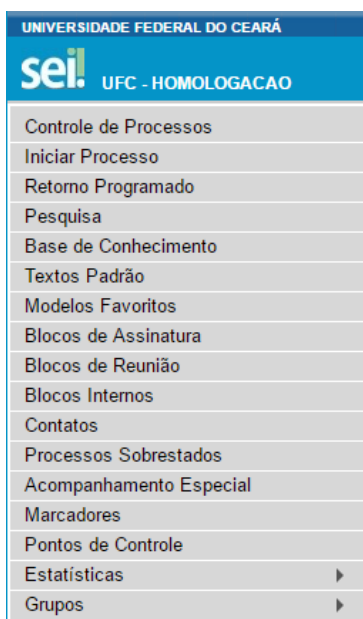 UNIVERSIDADE FEDERAL DO CEARÁ
sei! UFC - HOMOLOGACAO
Controle de Processos
Iniciar Processo
Retorno Programado
Pesquisa
Base de Conhecimento
Textos Padrão
Modelos Favoritos
Blocos de Assinatura
Blocos de Reunião
Blocos Internos
Contatos
Processos Sobrestados
Acompanhamento Especial
Marcadores
Pontos de Controle
Estatísticas
Grupos